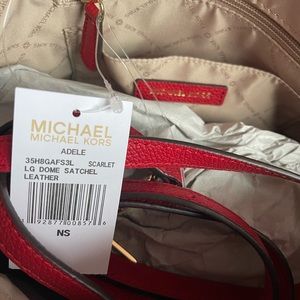 MICHAEL
MICHAEL KORS
ADELE
35H8GAFS3L SCARLET
LG DOME SATCHEL
LEATHER
NS